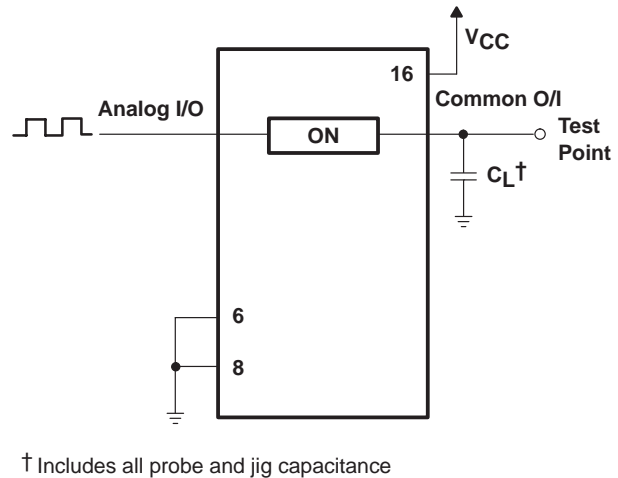 VCC
16
Analog I/O
Common O/I
ON
Test
Point
CL†
6
8
† Includes all probe and jig capacitance